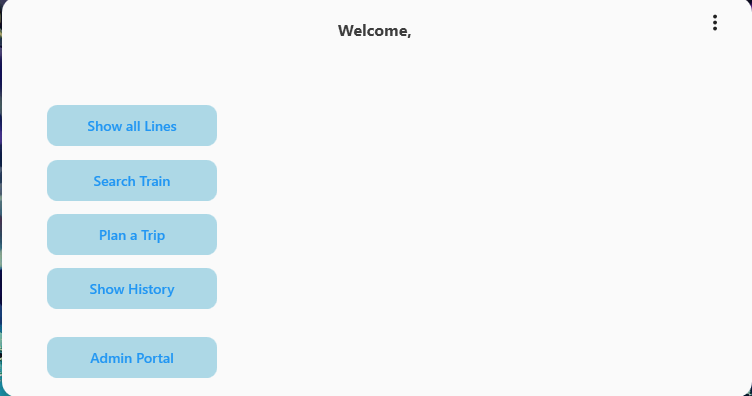 Welcome,
Show all Lines
Search Train
Plan a Trip
Show History
Admin Portal